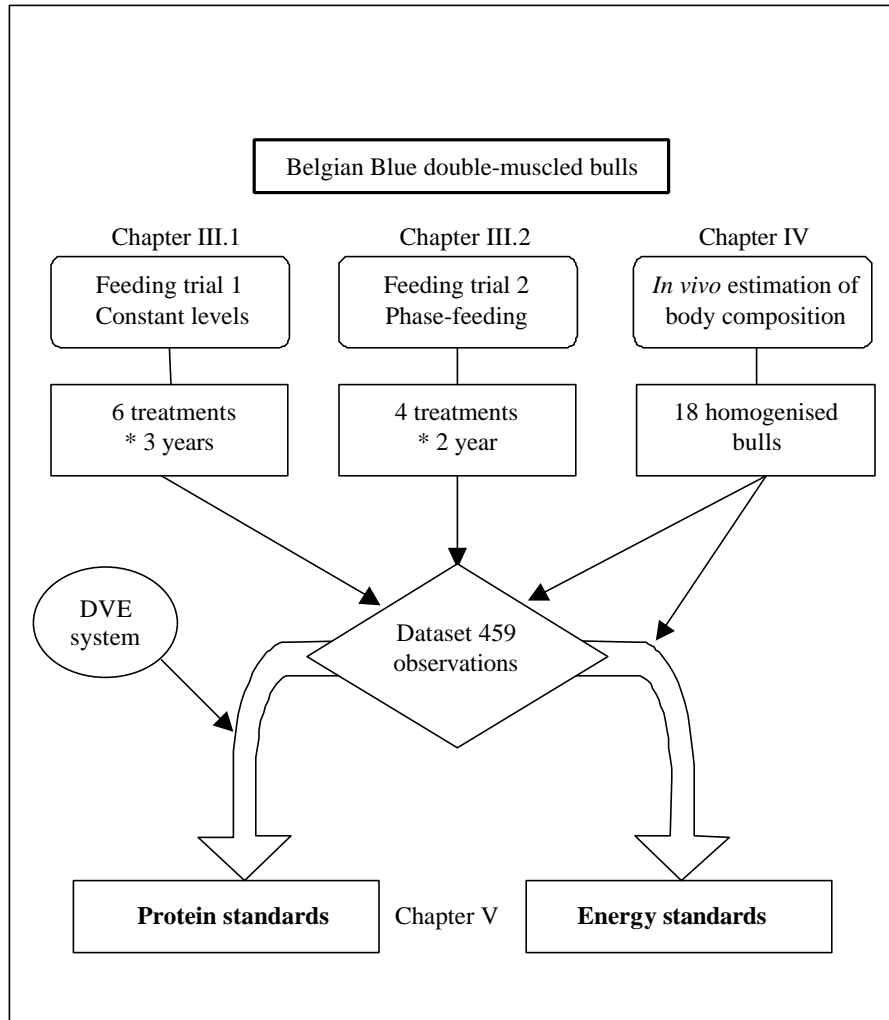 Belgian Blue double-muscled bulls
Chapter III.1
Chapter III.2
Chapter IV
Feeding trial 1
Constant levels
Feeding trial 2
Phase-feeding
In vivo estimation of
body composition
6 treatments
* 3 years
4 treatments
* 2 year
18 homogenised
bulls
DVE
system
Dataset 459
observations
Protein standards
Chapter V
Energy standards